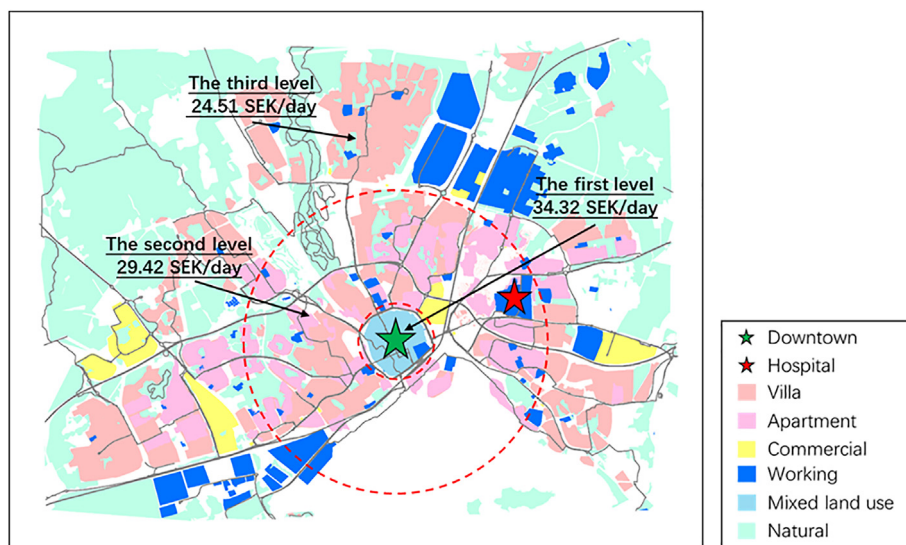 The third level
24.51 SEK/day
The first level
34.32 SEK/day
The second level
29.42 SEK/day
Downtown
Hospital
Villa
Apartment
Commercial
Working
Mixed land use
Natural